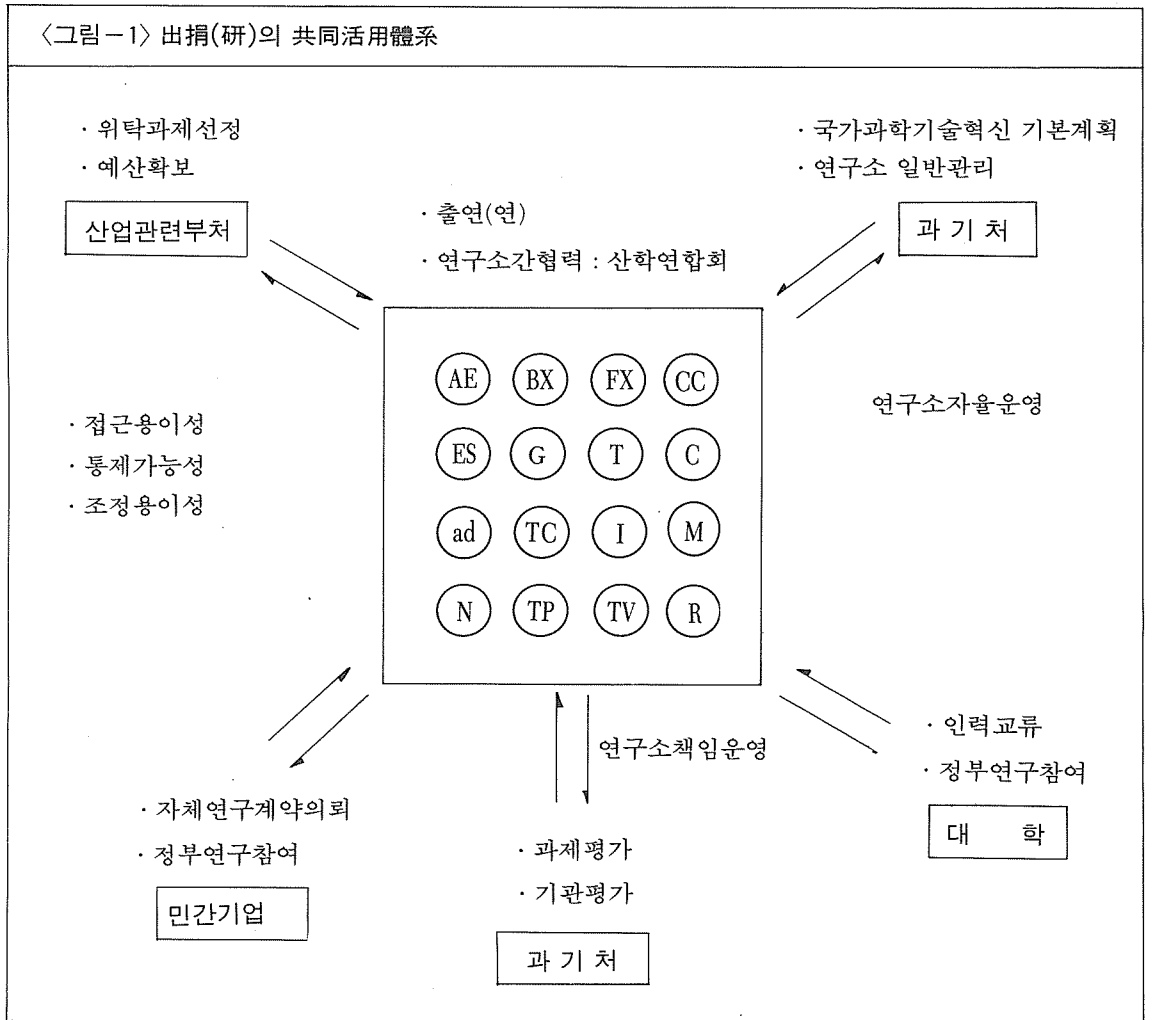 〈그림-1〉 出捐(研)의 共同活用體系
· 위탁과제선정
· 예산확보
산업관련부처
· 출연(연)
· 연구소간협력 : 산학연합회
· 국가과학기술혁신 기본계획
· 연구소 일반관리
과 기 처
AE BX FX CC
ES G T C
ad TC I M
N TP TV R
· 접근용이성
· 통제가능성
· 조정용이성
연구소자율운영
연구소책임운영
· 자체연구계약의뢰
· 정부연구참여
민간기업
· 과제평가
· 기관평가
과 기 처
· 인력교류
· 정부연구참여
대 학